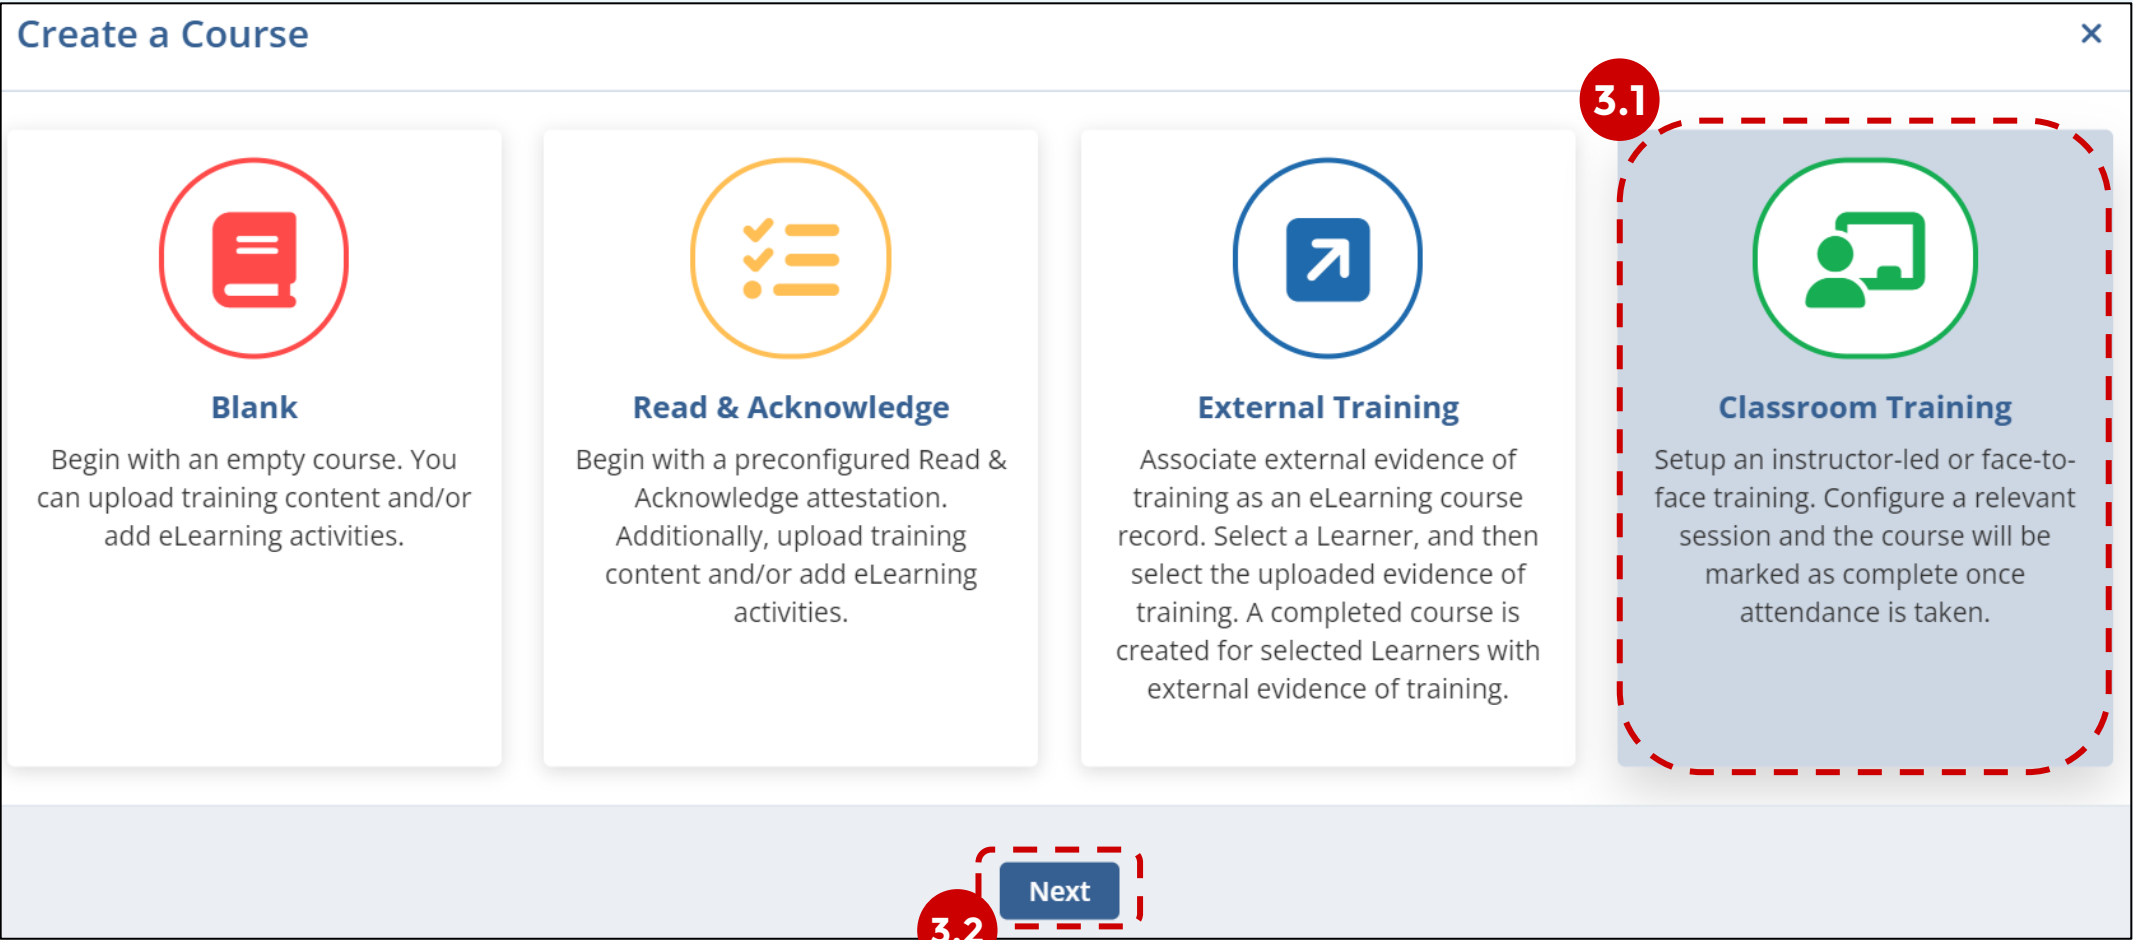 Create a Course
3.1
Blank
Begin with an empty course. You
can upload training content and/or
add eLearning activities.
Read & Acknowledge
Begin with a preconfigured Read &
Acknowledge attestation.
Additionally, upload training
content and/or add eLearning
activities.
External Training
Associate external evidence of
training as an eLearning course
record. Select a Learner, and then
select the uploaded evidence of
training. A completed course is
created for selected Learners with
external evidence of training.
Classroom Training
Setup an instructor-led or face-to-
face training. Configure a relevant
session and the course will be
marked as complete once
attendance is taken.
Next
3.2